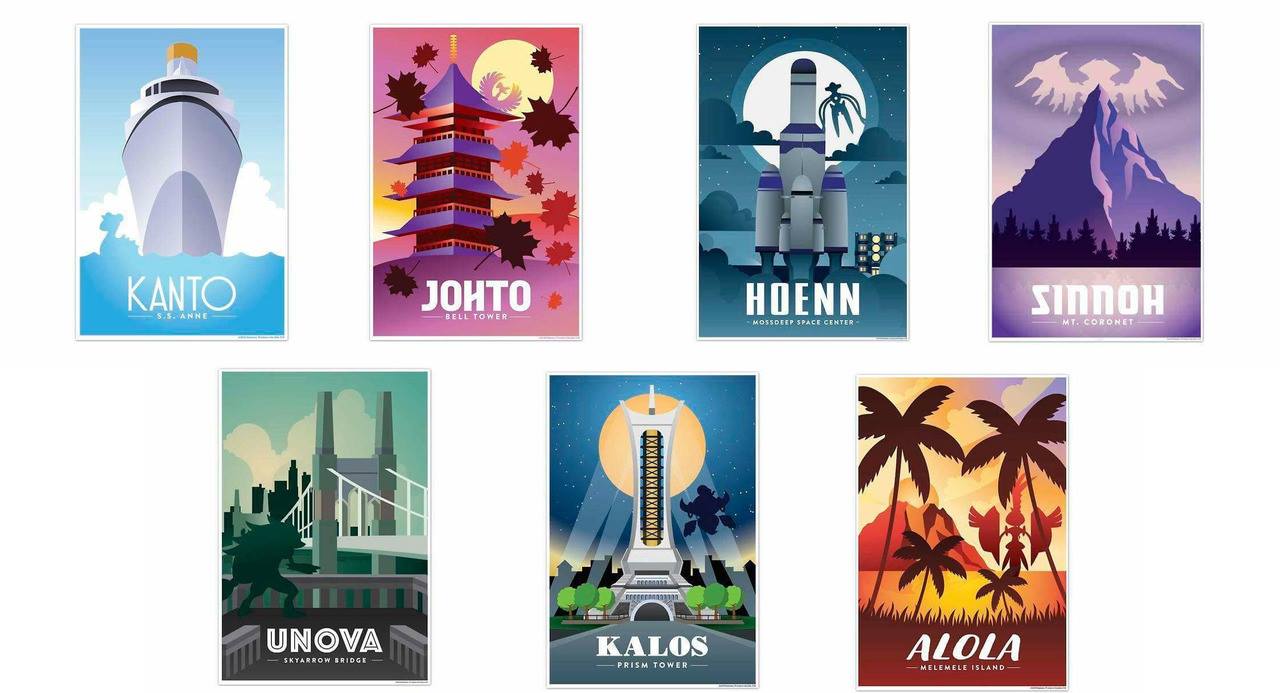 KANTO
S.S. ANNE
JOHTO
BELL TOWER
HOENN
MOSSDEEP SPACE CENTER
SINNOH
MT. CORONET
UNOVA
SKYARROW BRIDGE
KALOS
PRISM TOWER
ALOLA
MELEMELE ISLAND